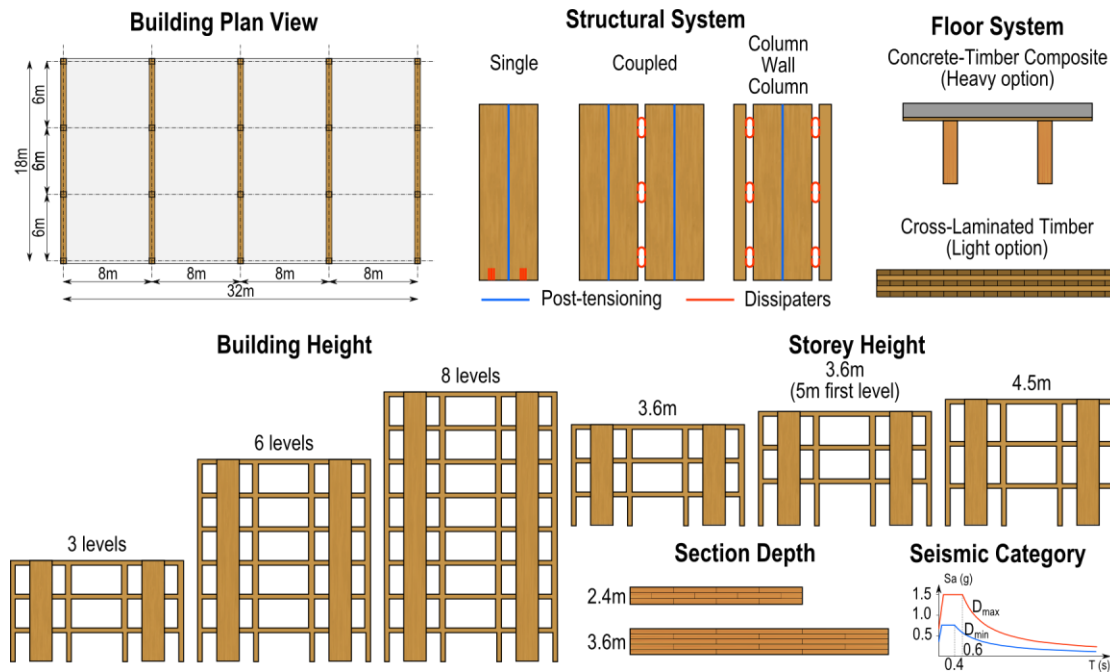 Building Plan View
6m
6m
6m
18m
8m
8m
8m
8m
32m
Structural System
Single
Coupled
Column
Wall
Column
Post-tensioning
Dissipaters
Floor System
Concrete-Timber Composite
(Heavy option)
Cross-Laminated Timber
(Light option)
Building Height
3 levels
6 levels
8 levels
Storey Height
3.6m
3.6m
(5m first level)
4.5m
Section Depth
2.4m
3.6m
Seismic Category
Sa (g)
1.5
1.0
0.5
Dmax
Dmin
0.6
0.4
T (s)